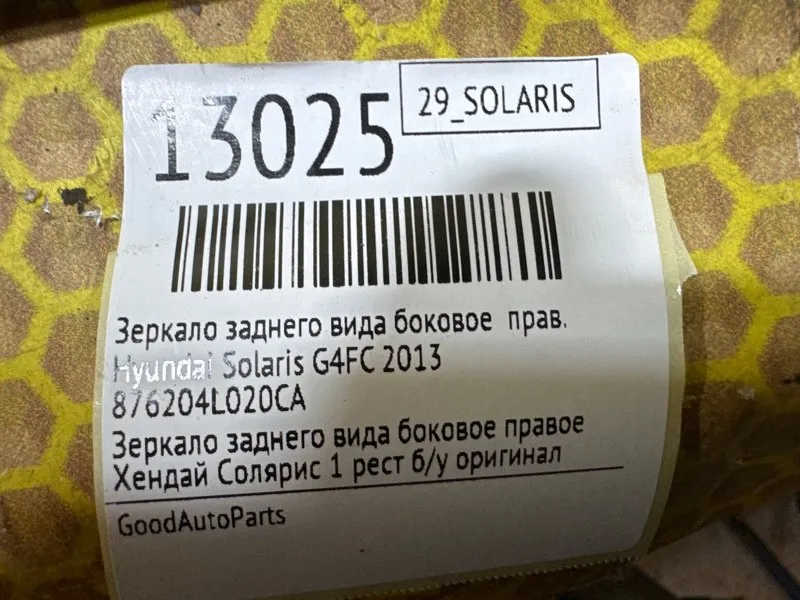 13025
29_SOLARIS
Зеркало заднего вида боковое прав.
Hyundai Solaris G4FC 2013
876204L020CA
Зеркало заднего вида боковое правое
Хендай Солярис 1 рест б/у оригинал
GoodAutoParts